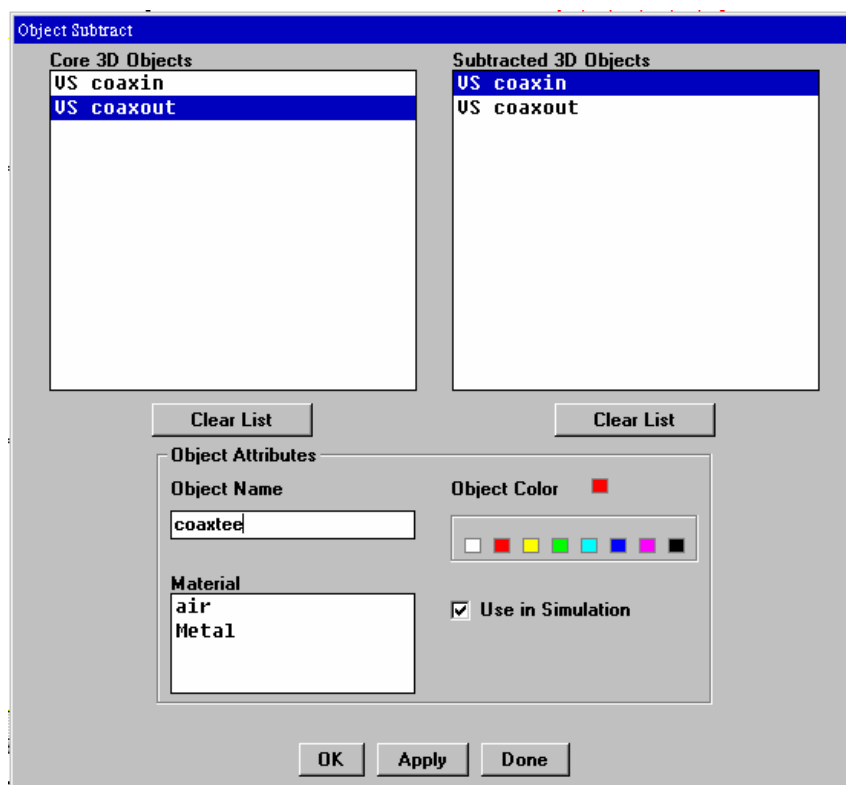 Object Subtract
Core 3D Objects
VS coaxin
VS coaxout
Subtracted 3D Objects
VS coaxin
VS coaxout
Clear List
Clear List
Object Attributes
Object Name
coaxtee
Object Color
Material
air
Metal
Use in Simulation
OK
Apply
Done